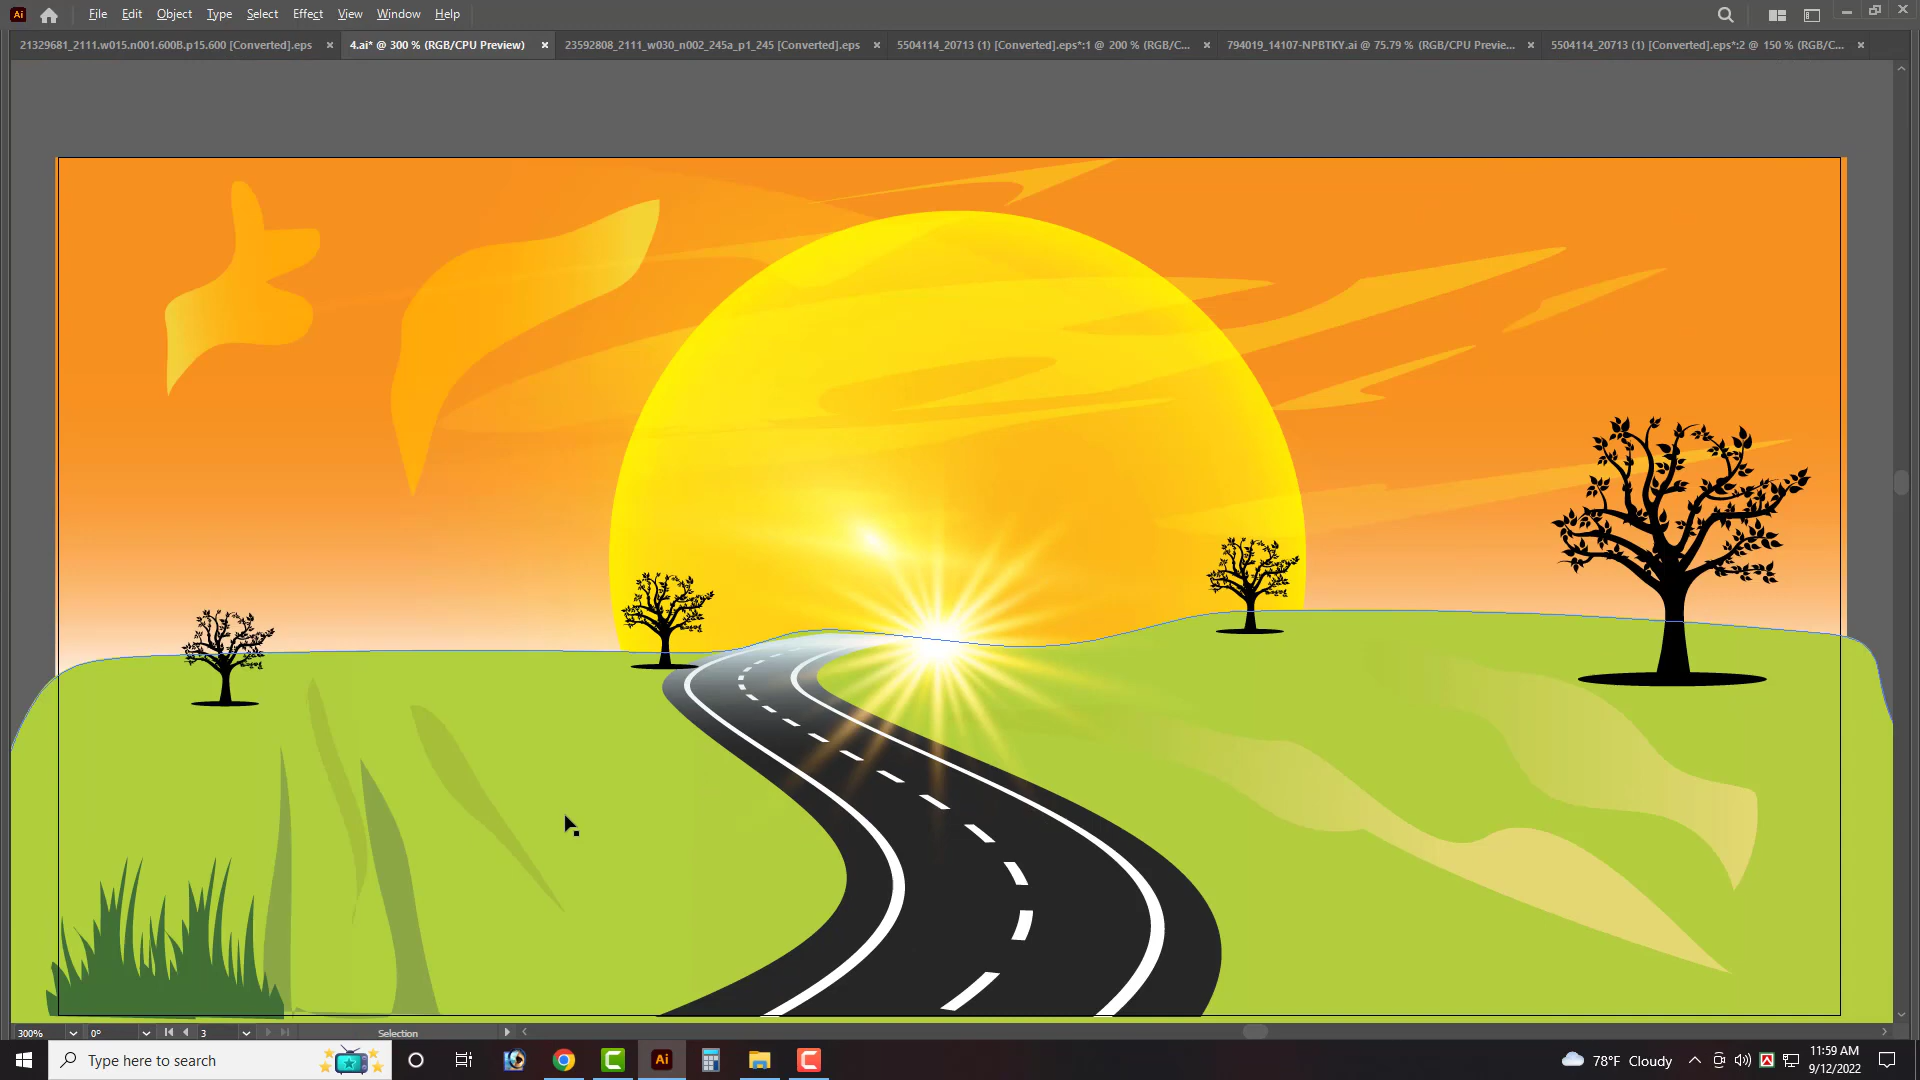 Ai File Edit Object Type Select Effect View Window Help
21329681_2111.w015.n001.600B.p15.600 [Converted].eps × 4.ai* @ 300 % (RGB/CPU Preview) × 23592808_2111_w030_n002_245a_p1_245 [Converted].eps × 5504114_20713 (1) [Converted].eps*:1 @ 200 % (RGB/C... × 794019_14107-NPBTKY.ai @ 75.79 % (RGB/CPU Previe... × 5504114_20713 (1) [Converted].eps*:2 @ 150 % (RGB/C... ×
300% 0° 3 Selection
Type here to search Ai 78°F Cloudy 11:59 AM
9/12/2022